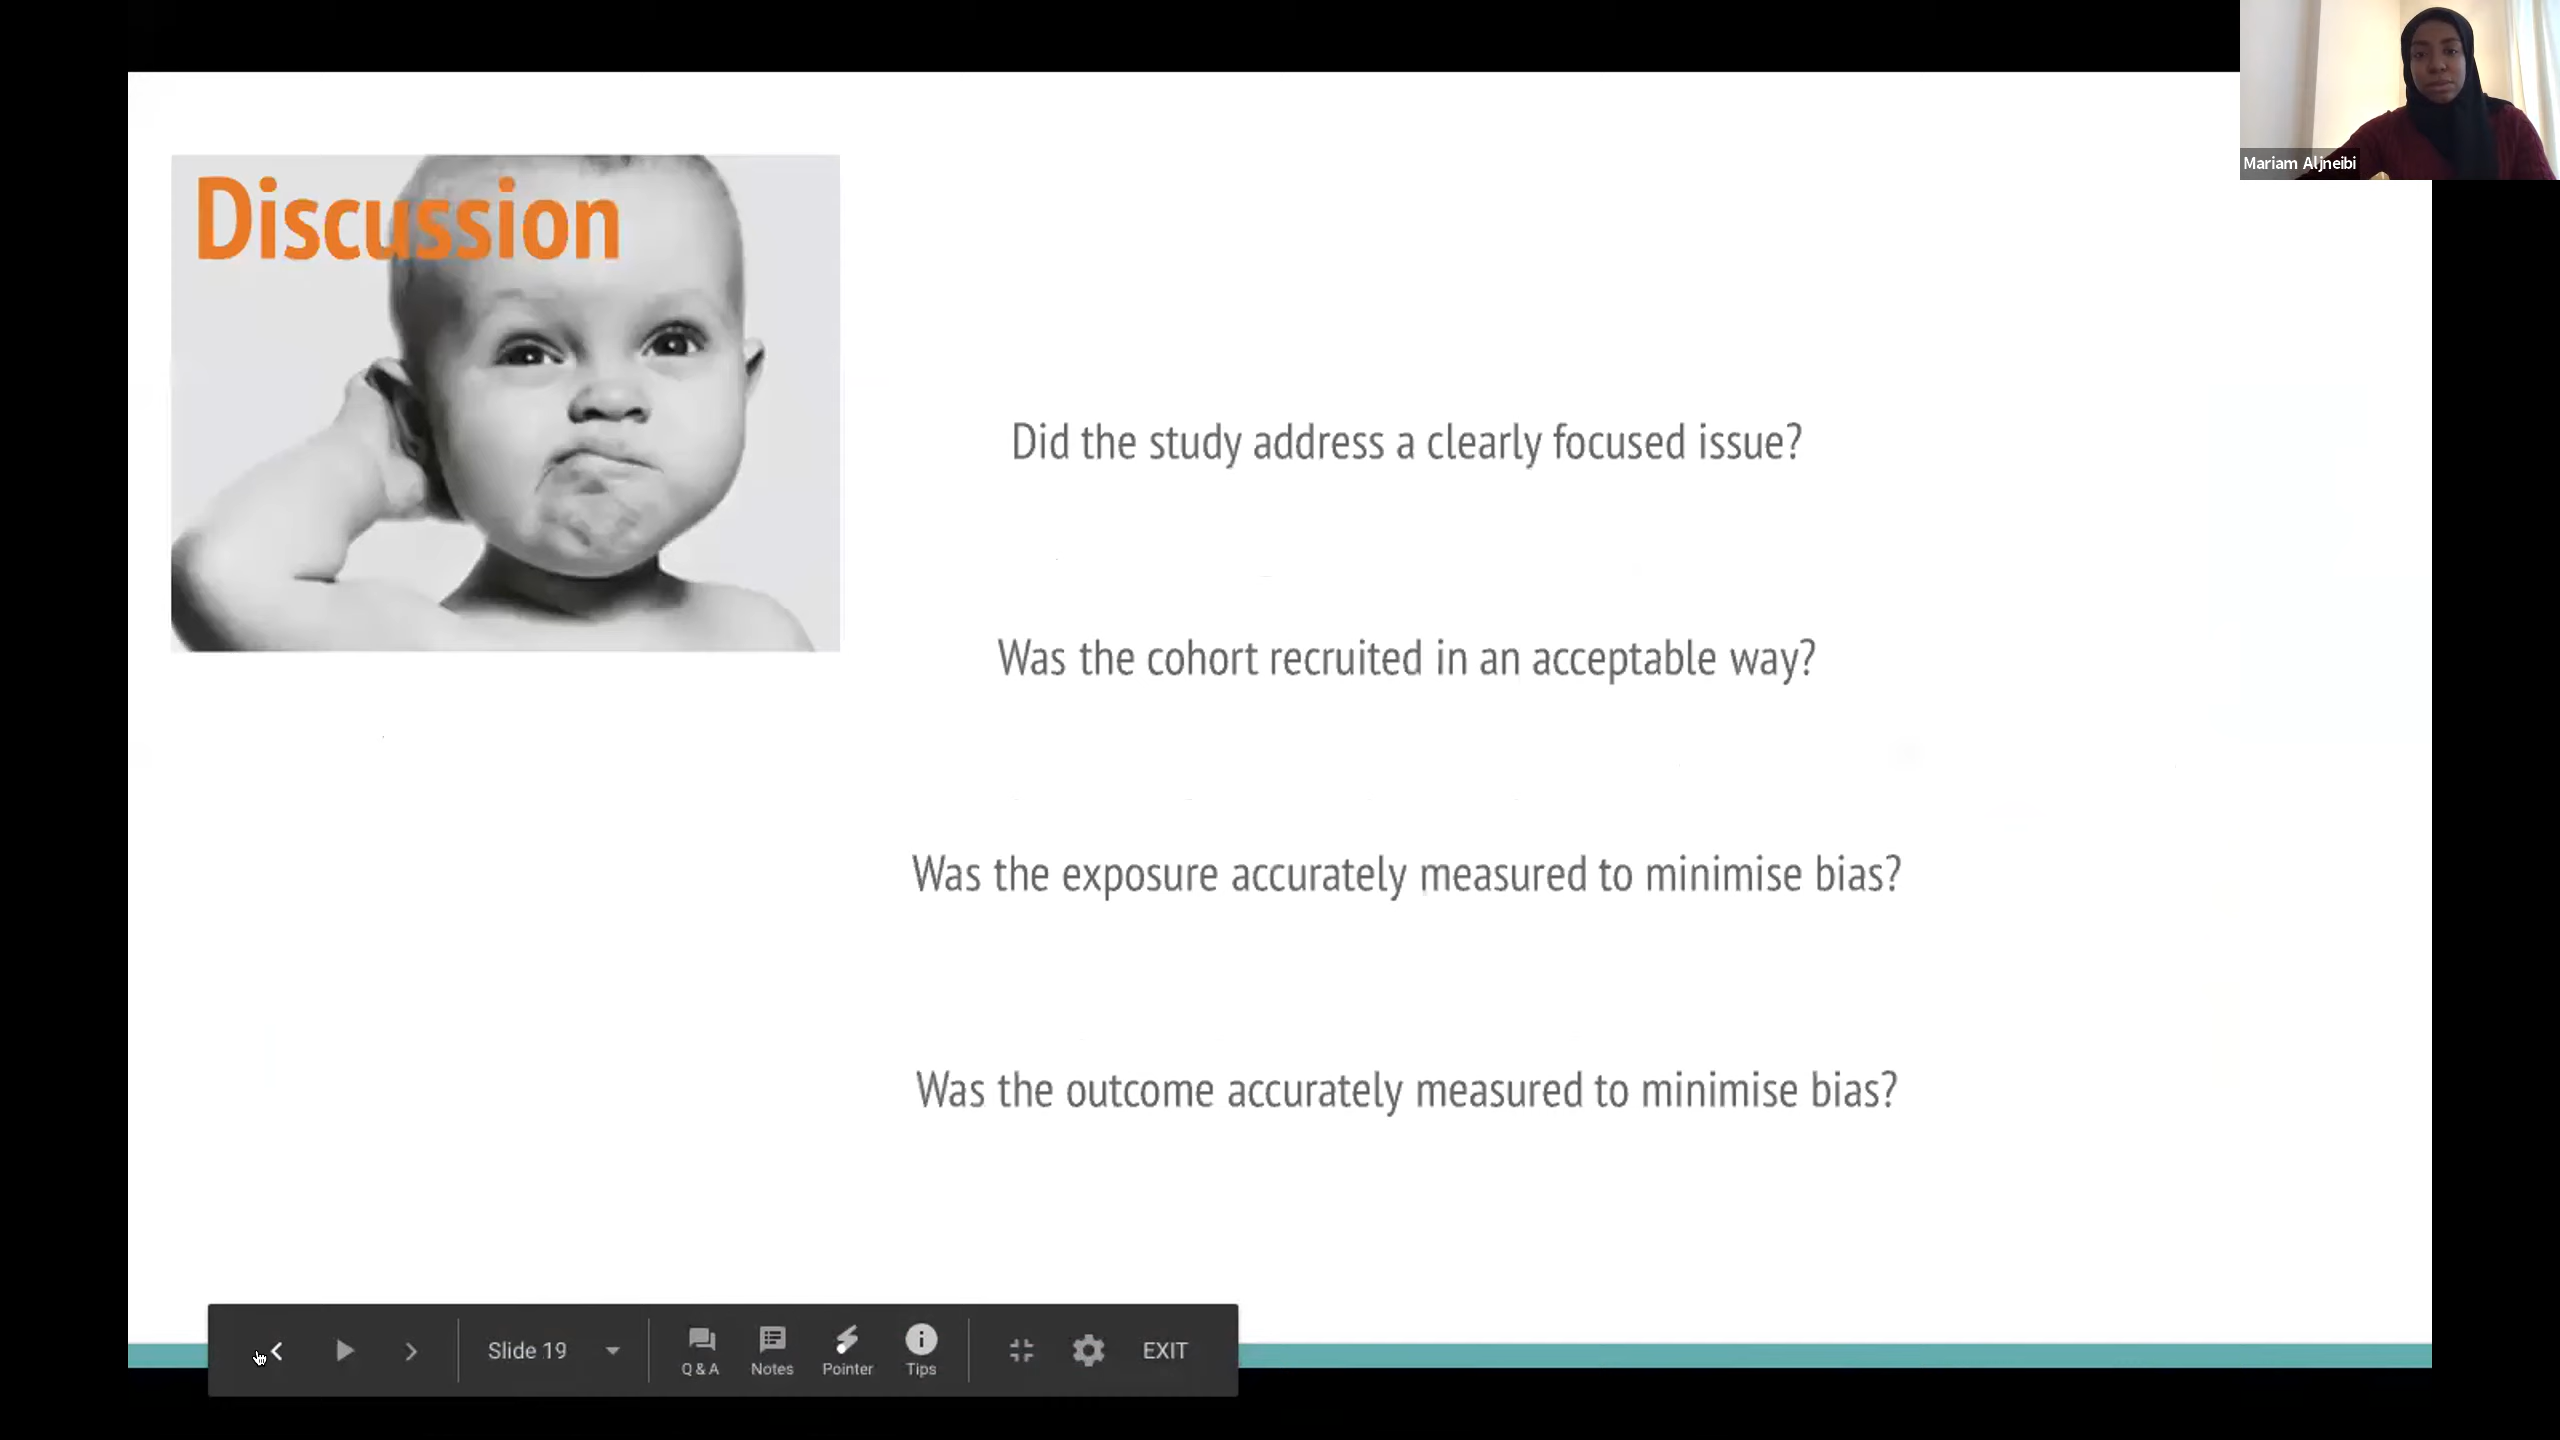 Mariam Aljneibi
Discussion
Did the study address a clearly focused issue?
Was the cohort recruited in an acceptable way?
Was the exposure accurately measured to minimise bias?
Was the outcome accurately measured to minimise bias?
Slide 19
Q & A
Notes
Pointer
Tips
EXIT